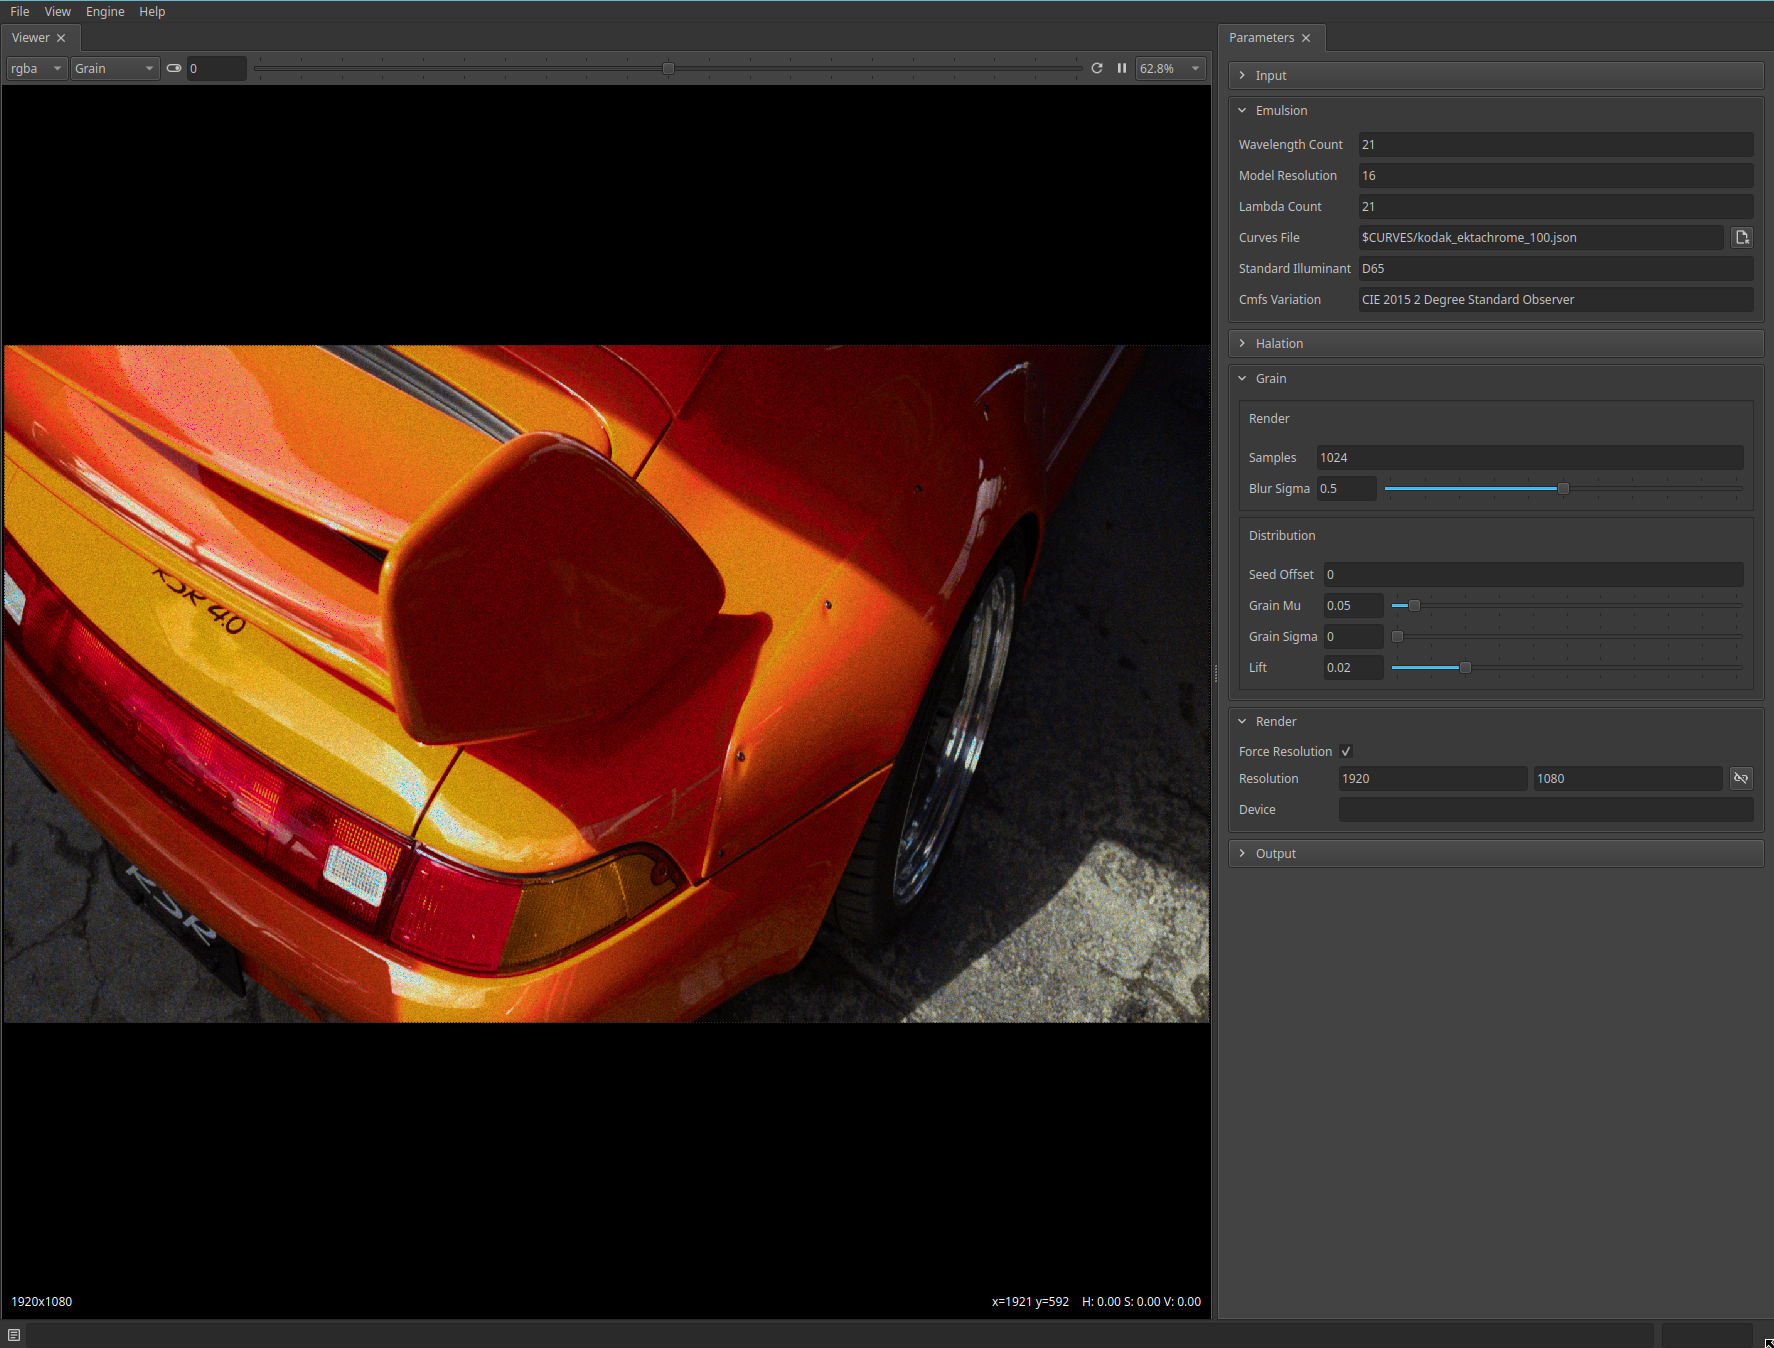 File View Engine Help
Viewer
rgba Grain 0 62.8%
KSR 4.0
KSR
1920x1080
x=1921 y=592 H: 0.00 S: 0.00 V: 0.00
Parameters
Input
Emulsion
Wavelength Count 21
Model Resolution 16
Lambda Count 21
Curves File $CURVES/kodak_ektachrome_100.json
Standard Illuminant D65
Cmfs Variation CIE 2015 2 Degree Standard Observer
Halation
Grain
Render
Samples 1024
Blur Sigma 0.5
Distribution
Seed Offset 0
Grain Mu 0.05
Grain Sigma 0
Lift 0.02
Render
Force Resolution
Resolution 1920 1080
Device
Output